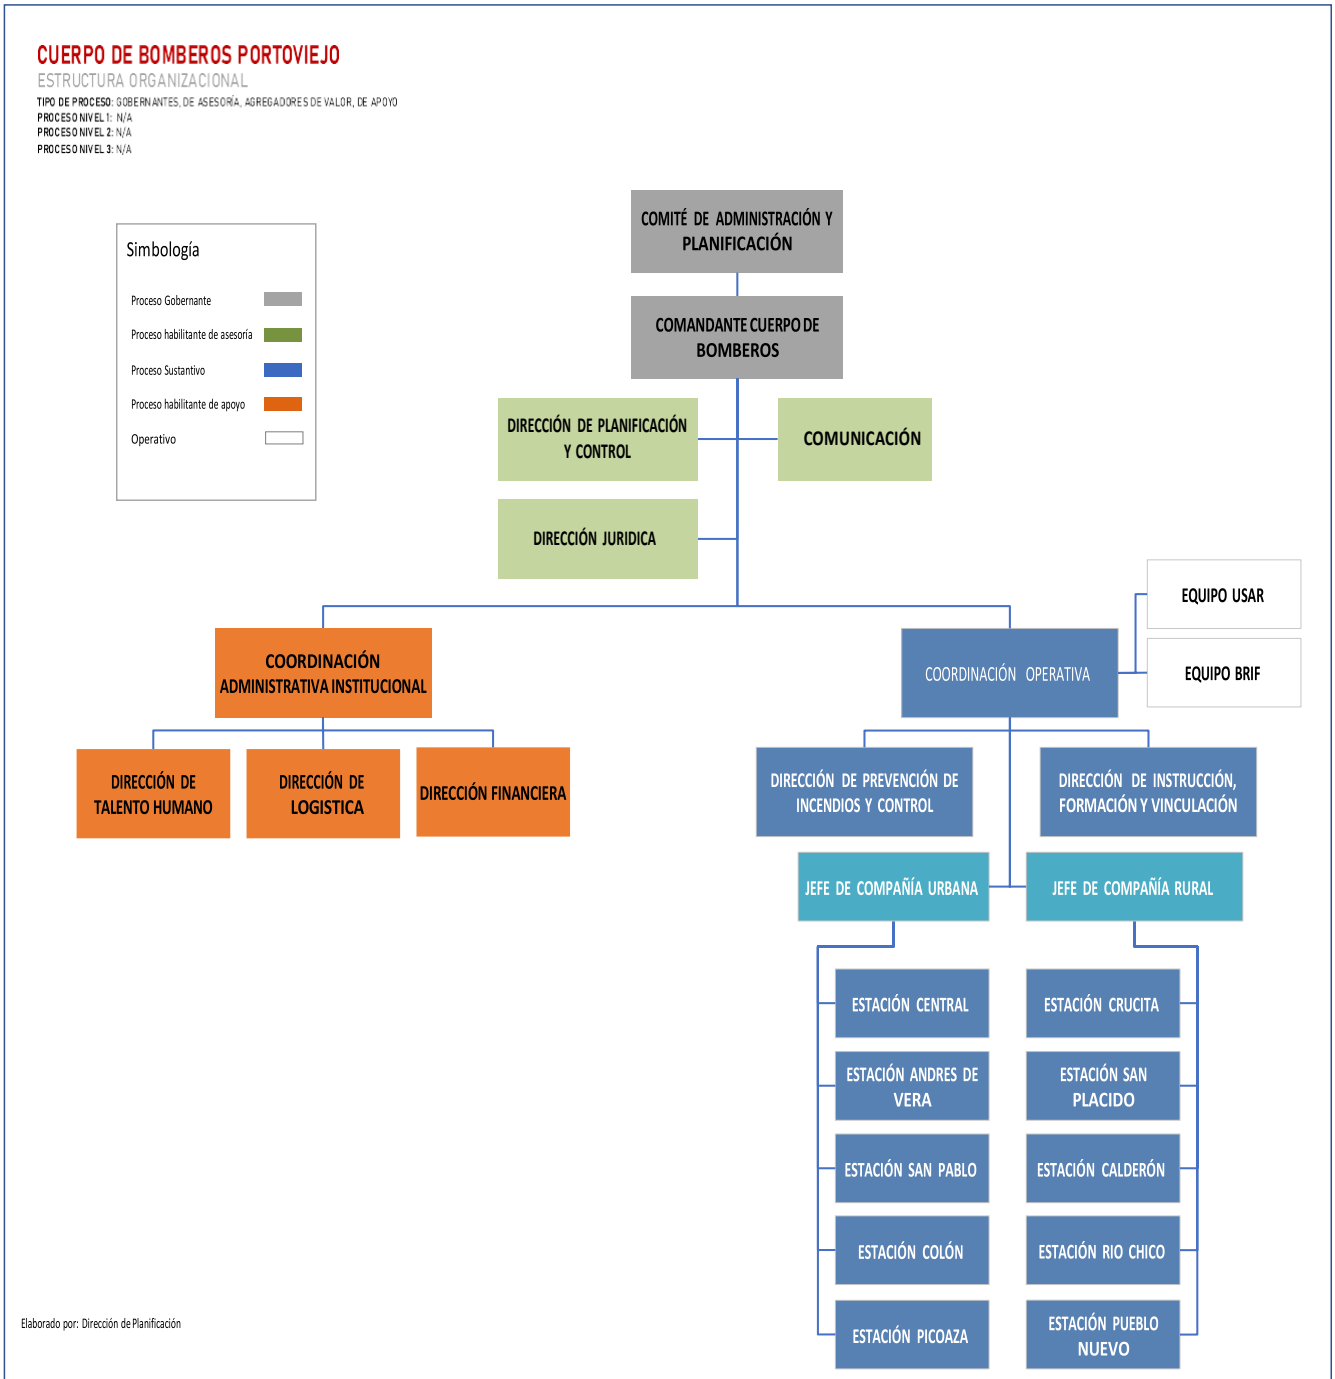 CUERPO DE BOMBEROS PORTOVIEJO
ESTRUCTURA ORGANIZACIONAL
TIPO DE PROCESO: GOBERNANTES, DE ASESORÍA, AGREGADORES DE VALOR, DE APOYO
PROCESO NIVEL 1: N/A
PROCESO NIVEL 2: N/A
PROCESO NIVEL 3: N/A
Simbología
Proceso Gobernante
Proceso habilitante de asesoría
Proceso Sustantivo
Proceso habilitante de apoyo
Operativo
COMITÉ DE ADMINISTRACIÓN Y
PLANIFICACIÓN
COMANDANTE CUERPO DE
BOMBEROS
DIRECCIÓN DE PLANIFICACIÓN
Y CONTROL
COMUNICACIÓN
DIRECCIÓN JURIDICA
EQUIPO USAR
EQUIPO BRIF
COORDINACIÓN
ADMINISTRATIVA INSTITUCIONAL
COORDINACIÓN OPERATIVA
DIRECCIÓN DE
TALENTO HUMANO
DIRECCIÓN DE
LOGISTICA
DIRECCIÓN FINANCIERA
DIRECCIÓN DE PREVENCIÓN DE
INCENDIOS Y CONTROL
DIRECCIÓN DE INSTRUCCIÓN,
FORMACIÓN Y VINCULACIÓN
JEFE DE COMPAÑÍA URBANA
JEFE DE COMPAÑÍA RURAL
ESTACIÓN CENTRAL
ESTACIÓN CRUCITA
ESTACIÓN ANDRES DE
VERA
ESTACIÓN SAN
PLACIDO
ESTACIÓN SAN PABLO
ESTACIÓN CALDERÓN
ESTACIÓN COLÓN
ESTACIÓN RIO CHICO
ESTACIÓN PICOAZA
ESTACIÓN PUEBLO
NUEVO
Elaborado por: Dirección de Planificación